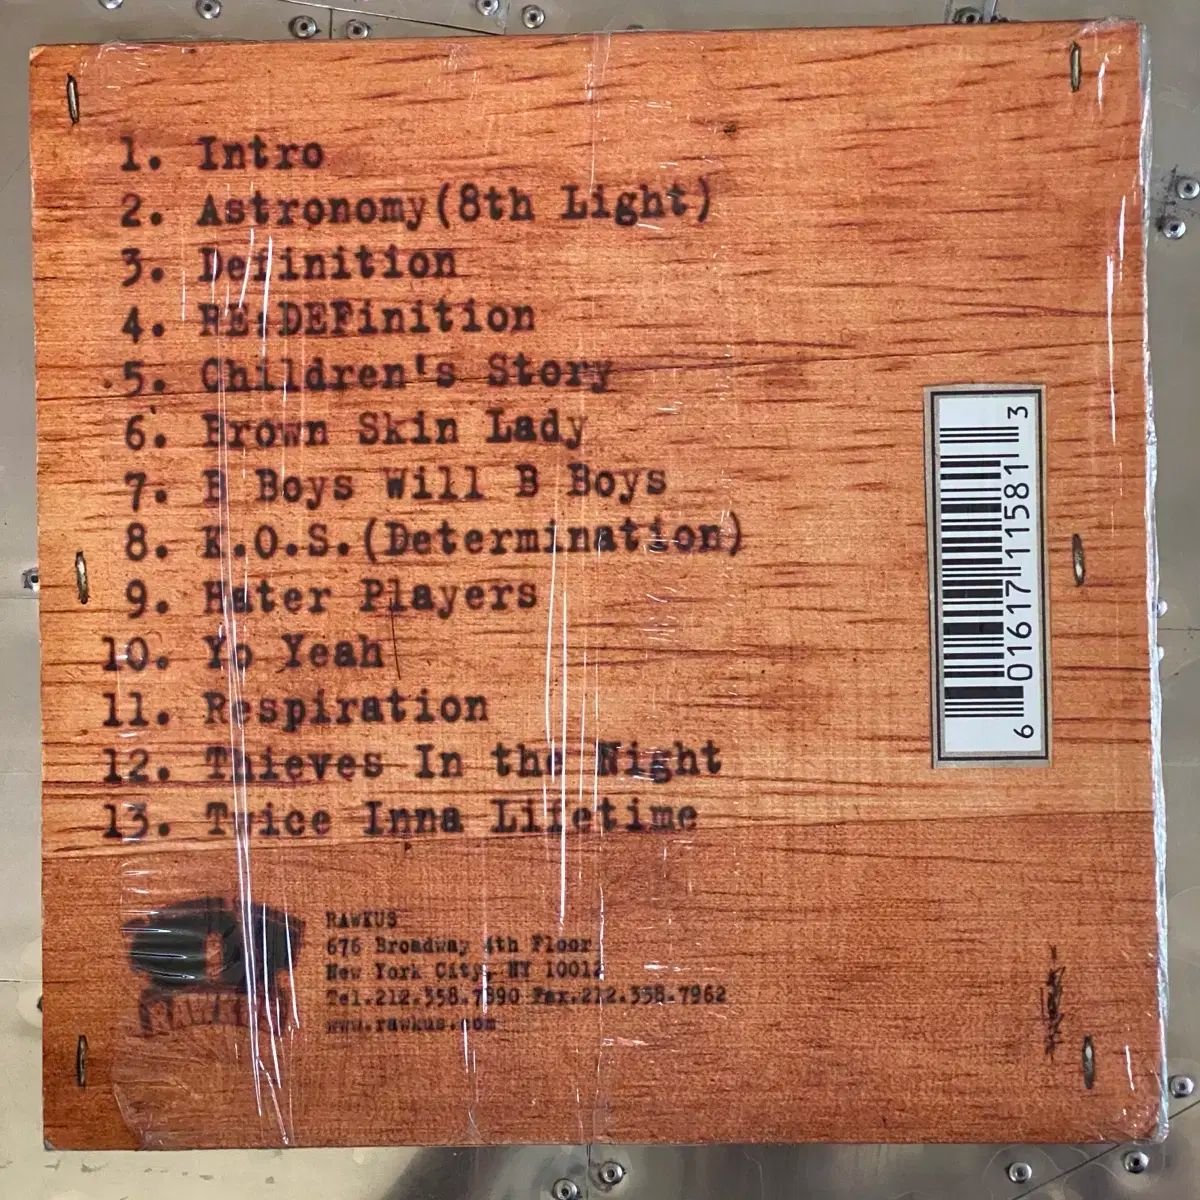 1. Intro
2. Astronomy(8th Light)
3. Definition
4. RE:DEFinition
5. Children's Story
6. Brown Skin Lady
7. B Boys Will B Boys
8. K.O.S.(Determination)
9. Hater Players
10. Yo Yeah
11. Respiration
12. Thieves In the Night
13. Twice Inna Lifetime
RAWKUS
RAWKUS
676 Broadway 4th Floor
New York City, NY 10012
Tel.212.358.7890 Fax.212.358.7962
www.rawkus.com
6 01617 11581 3